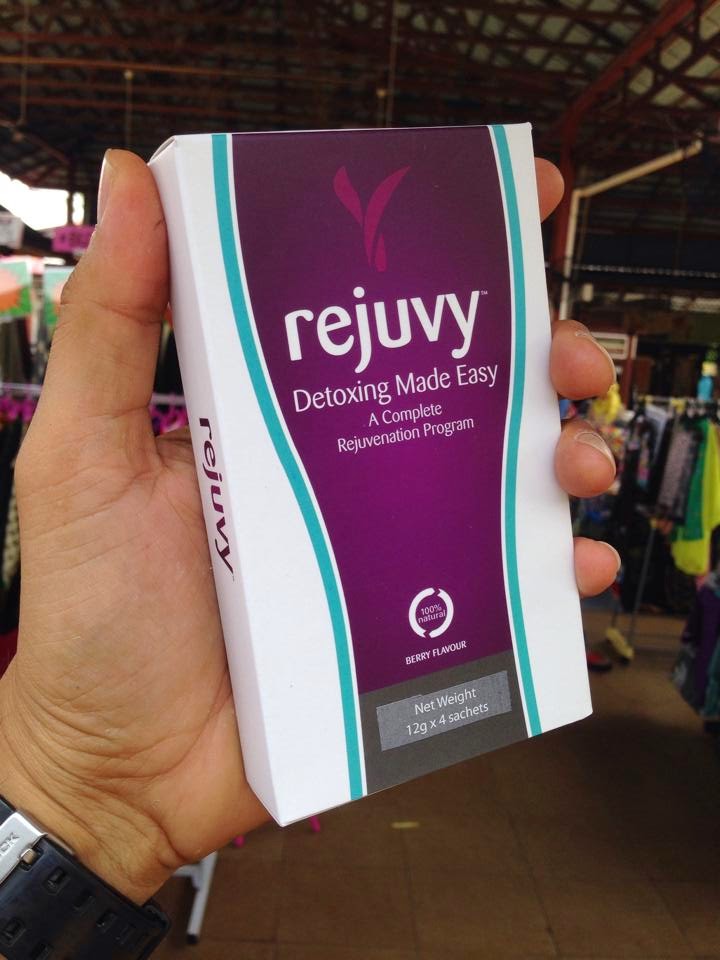 rejuvy™
Detoxing Made Easy
A Complete
Rejuvenation Program
100%
natural
BERRY FLAVOUR
Net Weight
12g x 4 sachets
rejuvy